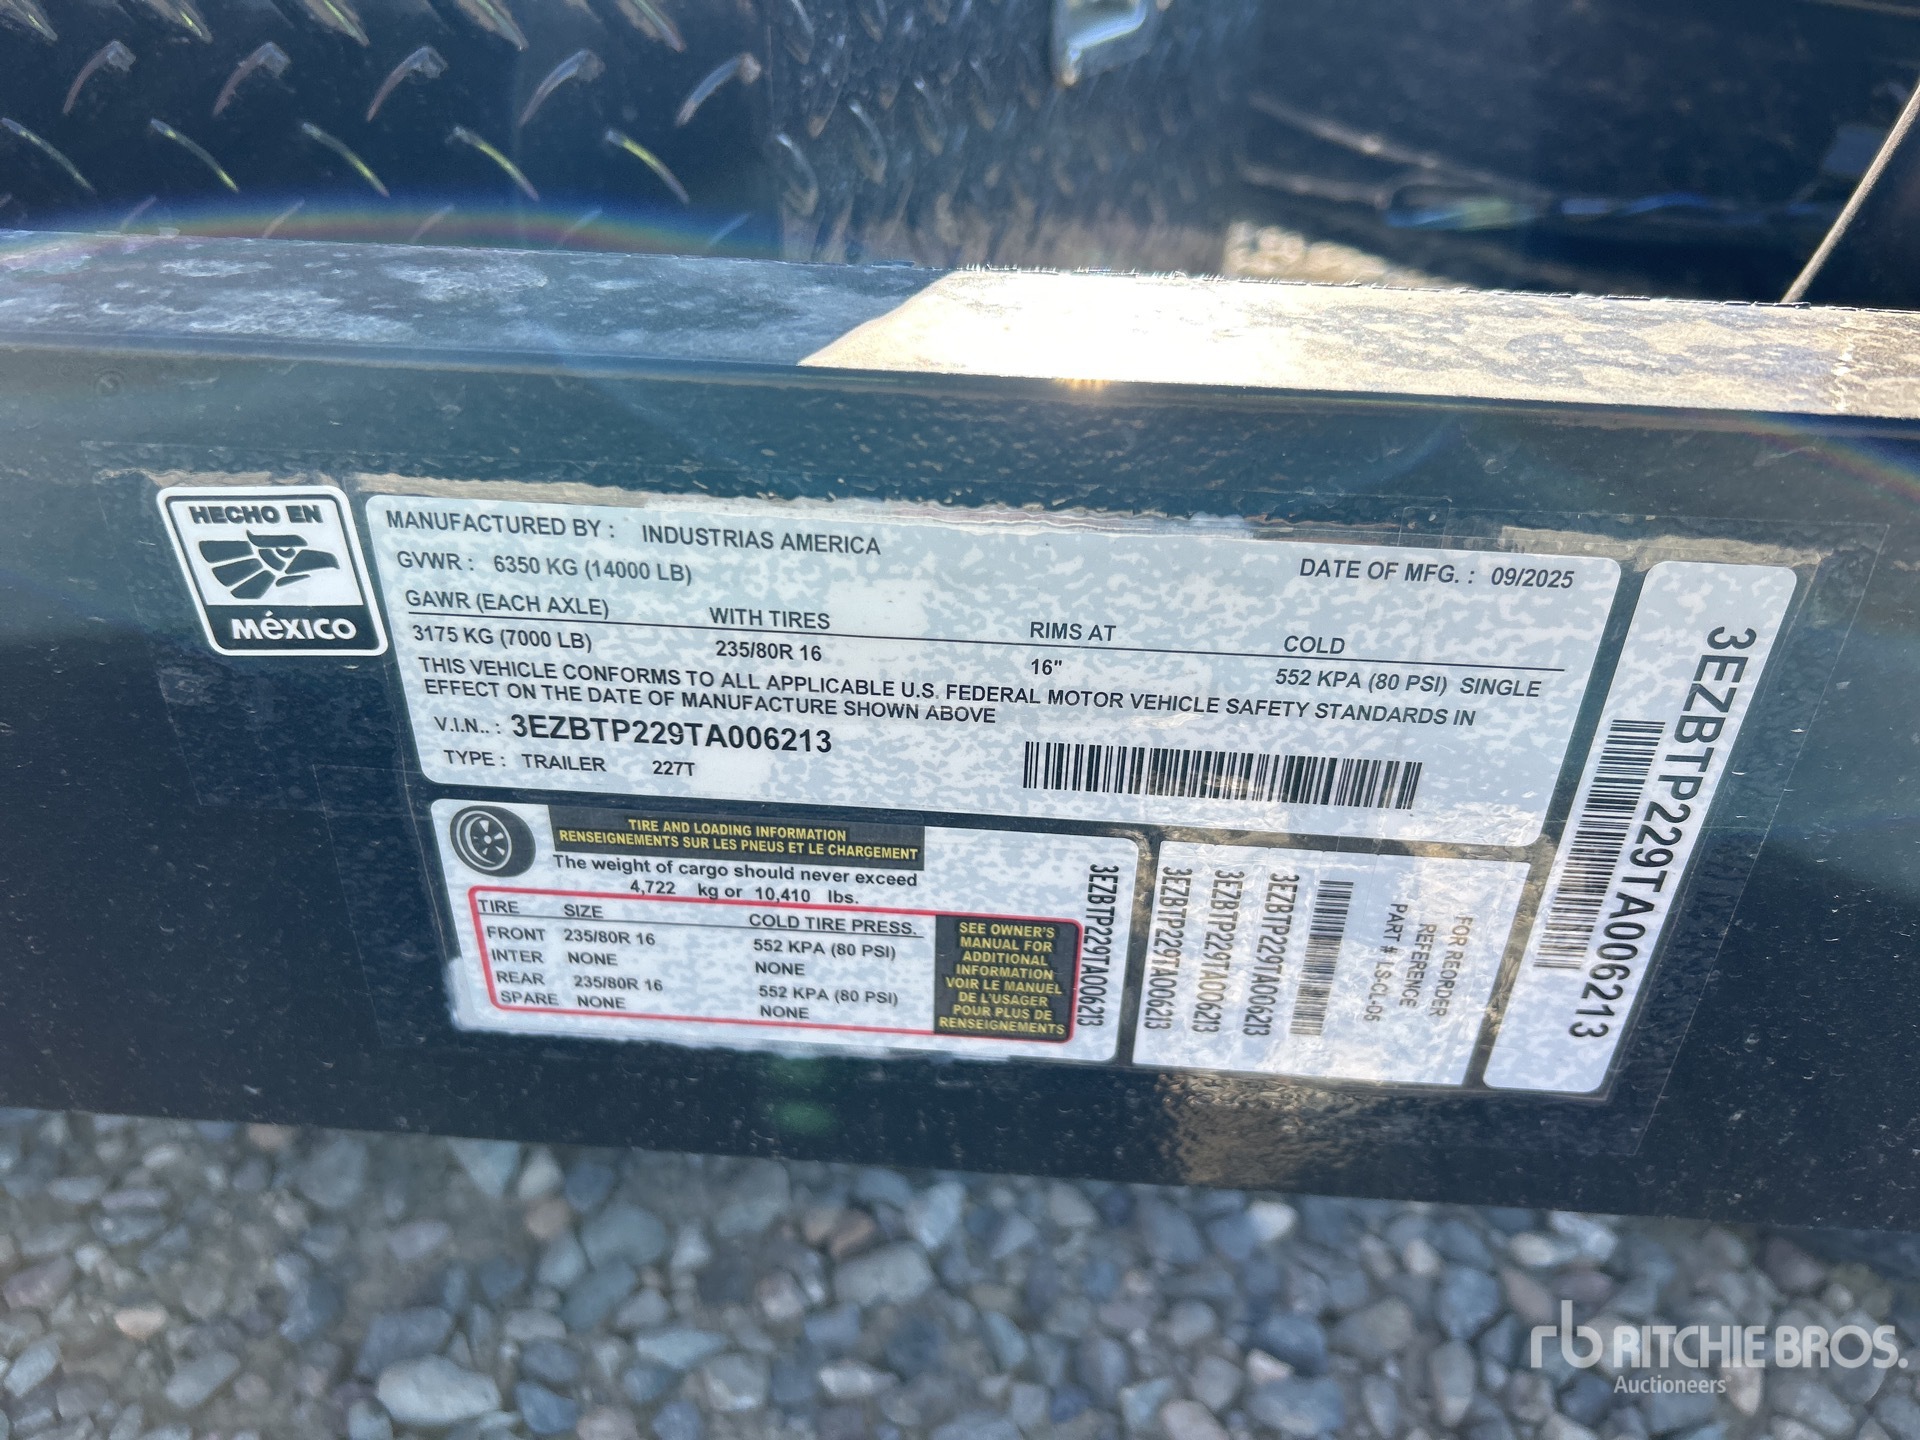 HECHO EN
MÉXICO
MANUFACTURED BY : INDUSTRIAS AMERICA
GVWR : 6350 KG (14000 LB)
DATE OF MFG. : 09/2025
GAWR (EACH AXLE) WITH TIRES RIMS AT COLD
3175 KG (7000 LB) 235/80R 16 16" 552 KPA (80 PSI) SINGLE
THIS VEHICLE CONFORMS TO ALL APPLICABLE U.S. FEDERAL MOTOR VEHICLE SAFETY STANDARDS IN
EFFECT ON THE DATE OF MANUFACTURE SHOWN ABOVE
V.I.N.. : 3EZBTP229TA006213
TYPE : TRAILER 227T
TIRE AND LOADING INFORMATION
RENSEIGNEMENTS SUR LES PNEUS ET LE CHARGEMENT
The weight of cargo should never exceed
4,722 kg or 10,410 lbs.
TIRE SIZE COLD TIRE PRESS.
FRONT 235/80R 16 552 KPA (80 PSI)
INTER NONE NONE
REAR 235/80R 16 552 KPA (80 PSI)
SPARE NONE NONE
SEE OWNER'S
MANUAL FOR
ADDITIONAL
INFORMATION
VOIR LE MANUEL
DE L'USAGER
POUR PLUS DE
RENSEIGNEMENTS
3EZBTP229TA006213
3EZBTP229TA006213
3EZBTP229TA006213
3EZBTP229TA006213
FOR REORDER
REFERENCE
PART # LSCL-06
3EZBTP229TA006213
rb RITCHIE BROS.
Auctioneers